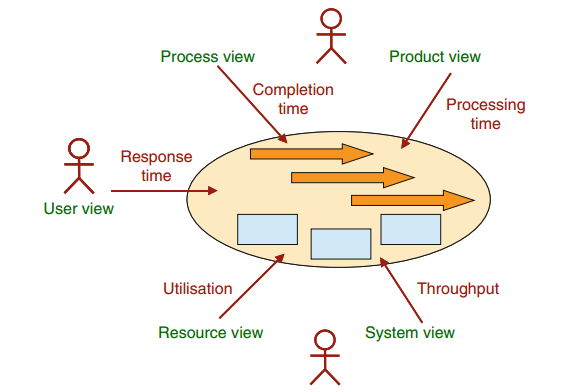 Process view
Product view
Completion
time
Processing
time
Response
time
User view
Utilisation
Throughput
Resource view
System view